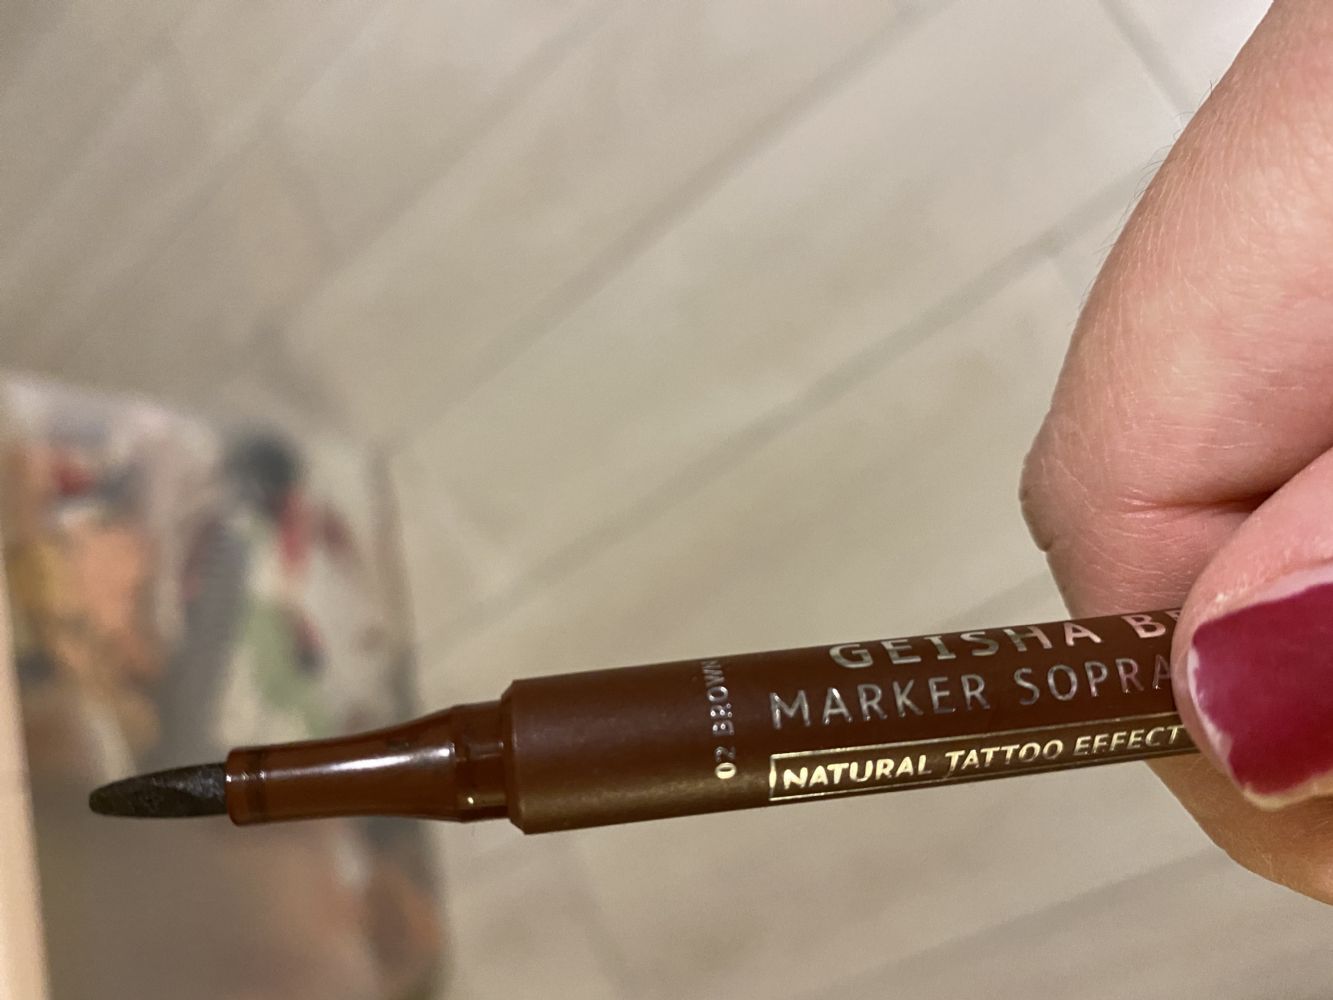 GEISHA
MARKER SOPRA
NATURAL TATTOO EFFECT
02 BROWN